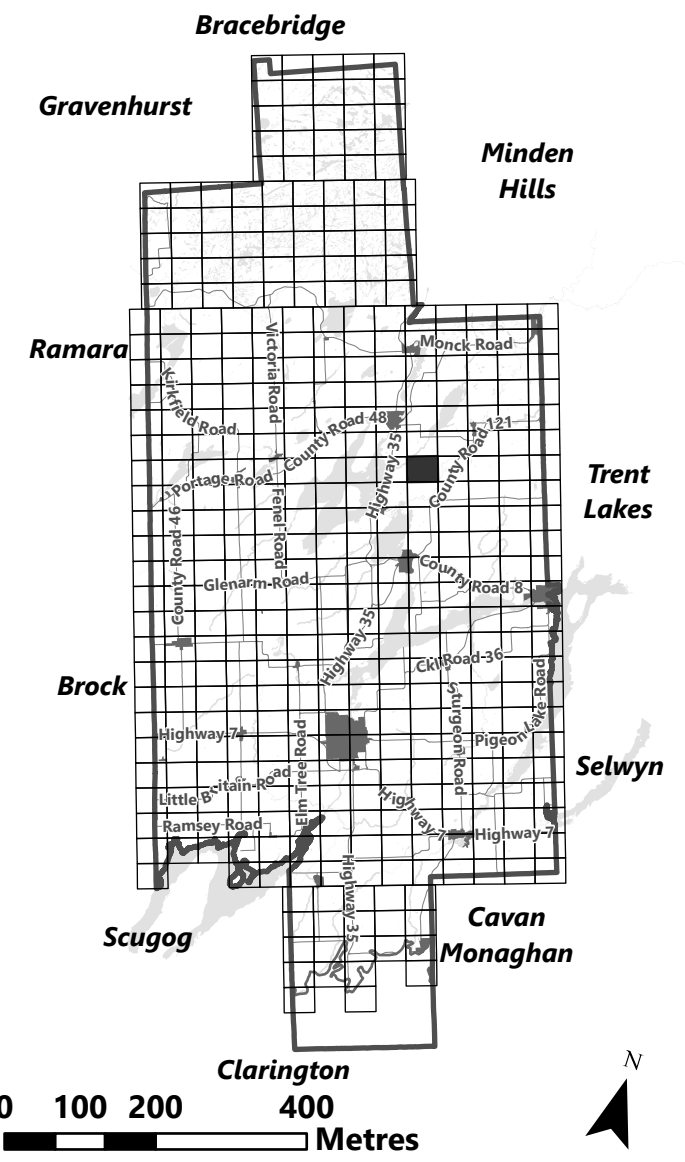 Bracebridge
Gravenhurst
Minden
Hills
Ramara
Victoria Road
Monck Road
Kirkfield Road
County Road 48
County Road 121
Highway 35
Portage Road
Trent
Lakes
County Road 46
Fenel Road
Glenarm Road
County Road 8
Highway 35
Ckl Road 36
Brock
Sturgeon Road
Pigeon Lake Road
Highway 7
Elm Tree Road
Selwyn
Little Britain Road
Highway 7
Highway 7
Ramsey Road
Highway 35
Scugog
Cavan
Monaghan
Clarington
N
0 100 200 400
Metres